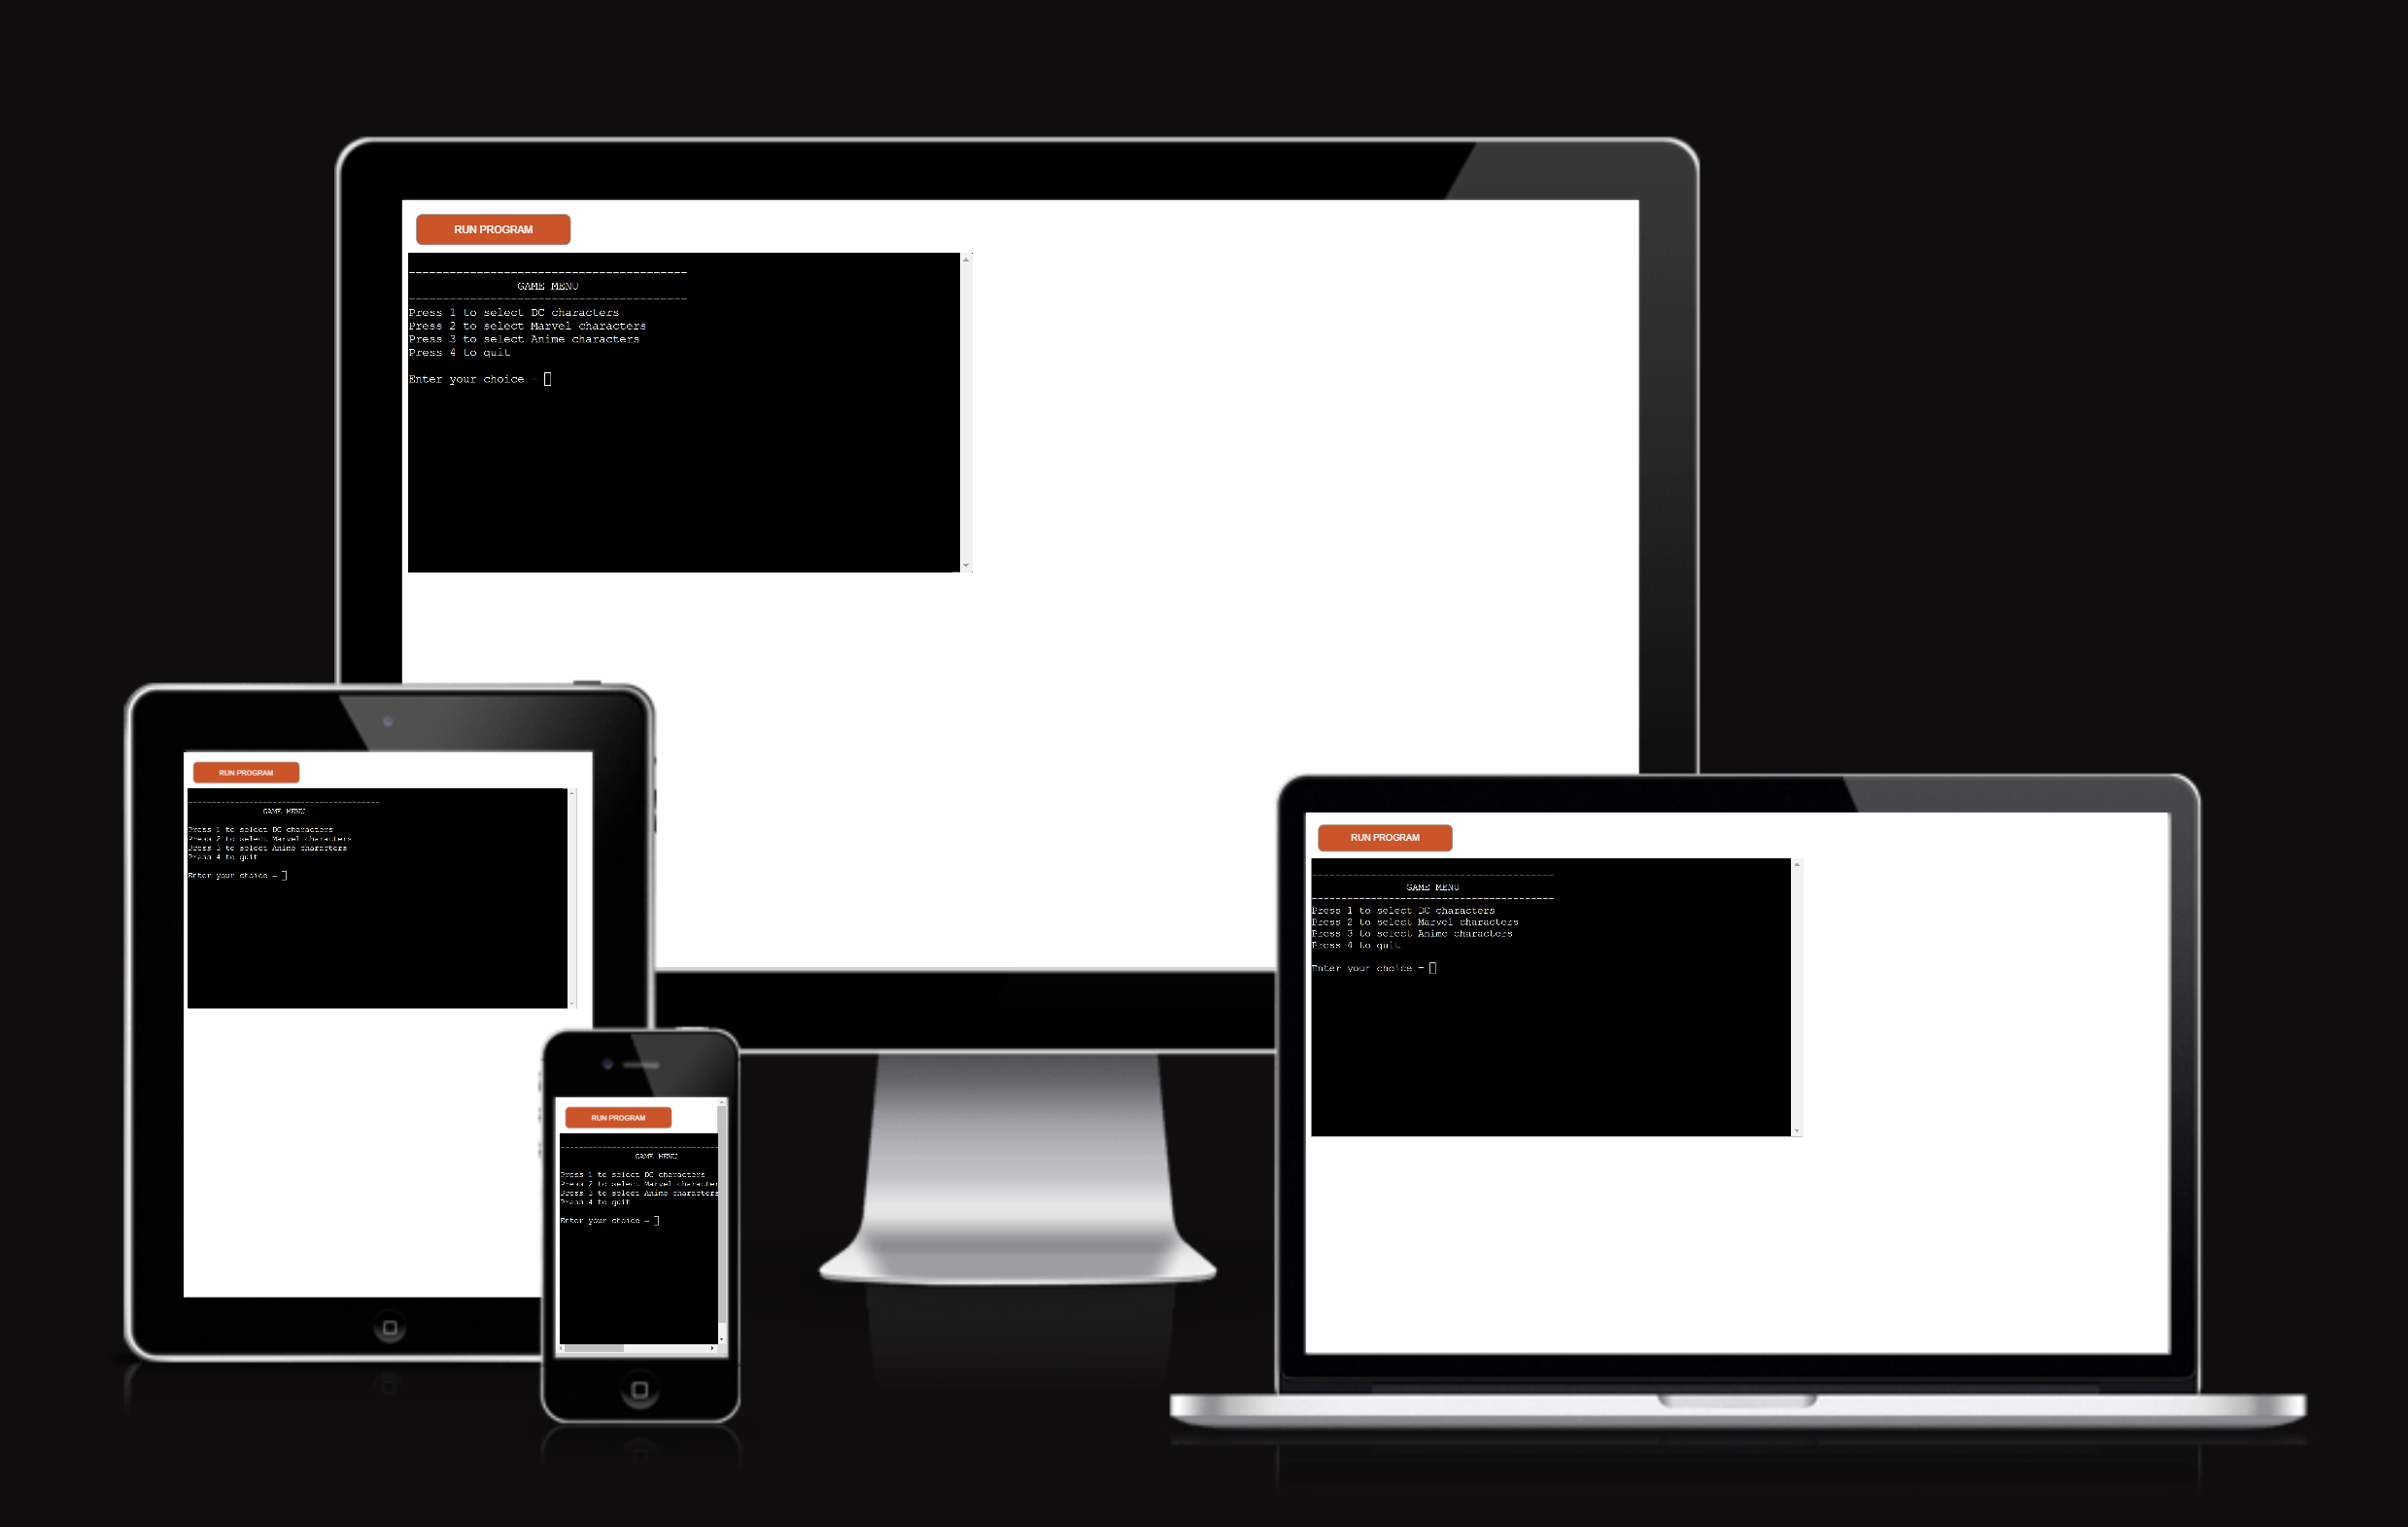 RUN PROGRAM
-----------------------------------------
GAME MENU
-----------------------------------------
Press 1 to select DC characters
Press 2 to select Marvel characters
Press 3 to select Anime characters
Press 4 to quit
Enter your choice -
RUN PROGRAM
-----------------------------------------
GAME MENU
Press 1 to select DC characters
Press 2 to select Marvel characters
Press 3 to select Anime characters
Press 4 to quit
Enter your choice -
RUN PROGRAM
-----------------------------------------
GAME MENU
-----------------------------------------
Press 1 to select DC characters
Press 2 to select Marvel characters
Press 3 to select Anime characters
Press 4 to quit
Enter your choice -
RUN PROGRAM
----------------------------------
GAME MENU
Press 1 to select DC characters
Press 2 to select Marvel character
Press 3 to select Anime characters
Press 4 to quit
Enter your choice -